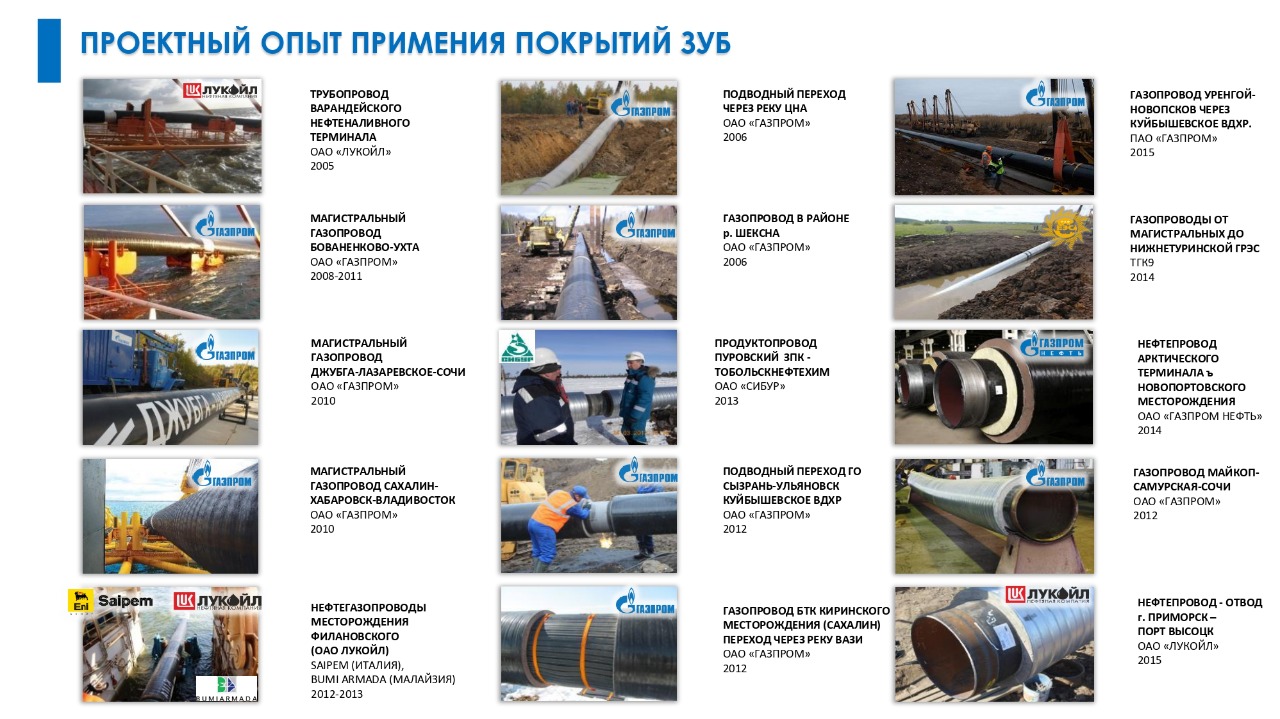 ПРОЕКТНЫЙ ОПЫТ ПРИМЕНИЯ ПОКРЫТИЙ ЗУБ
ЛУКОЙЛ
НЕФТЯНАЯ КОМПАНИЯ
ТРУБОПРОВОД
ВАРАНДЕЙСКОГО
НЕФТЕНАЛИВНОГО
ТЕРМИНАЛА
ОАО «ЛУКОЙЛ»
2005
ГАЗПРОМ
ПОДВОДНЫЙ ПЕРЕХОД
ЧЕРЕЗ РЕКУ ЦНА
ОАО «ГАЗПРОМ»
2006
ГАЗПРОМ
ГАЗОПРОВОД УРЕНГОЙ-
НОВОПСКОВ ЧЕРЕЗ
КУЙБЫШЕВСКОЕ ВДХР.
ПАО «ГАЗПРОМ»
2015
ГАЗПРОМ
МАГИСТРАЛЬНЫЙ
ГАЗОПРОВОД
БОВАНЕНКОВО-УХТА
ОАО «ГАЗПРОМ»
2008-2011
ГАЗПРОМ
ГАЗОПРОВОД В РАЙОНЕ
р. ШЕКСНА
ОАО «ГАЗПРОМ»
2006
ГАЗОПРОВОДЫ ОТ
МАГИСТРАЛЬНЫХ ДО
НИЖНЕТУРИНСКОЙ ГРЭС
ТГК9
2014
ГАЗПРОМ
ДЖУБГА
МАГИСТРАЛЬНЫЙ
ГАЗОПРОВОД
ДЖУБГА-ЛАЗАРЕВСКОЕ-СОЧИ
ОАО «ГАЗПРОМ»
2010
СИБУР
ПРОДУКТОПРОВОД
ПУРОВСКИЙ ЗПК -
ТОБОЛЬСКНЕФТЕХИМ
ОАО «СИБУР»
2013
ГАЗПРОМ
НЕФТЬ
НЕФТЕПРОВОД
АРКТИЧЕСКОГО
ТЕРМИНАЛА ъ
НОВОПОРТОВСКОГО
МЕСТОРОЖДЕНИЯ
ОАО «ГАЗПРОМ НЕФТЬ»
2014
ГАЗПРОМ
МАГИСТРАЛЬНЫЙ
ГАЗОПРОВОД САХАЛИН-
ХАБАРОВСК-ВЛАДИВОСТОК
ОАО «ГАЗПРОМ»
2010
ГАЗПРОМ
ПОДВОДНЫЙ ПЕРЕХОД ГО
СЫЗРАНЬ-УЛЬЯНОВСК
КУЙБЫШЕВСКОЕ ВДХР
ОАО «ГАЗПРОМ»
2012
ГАЗПРОМ
ГАЗОПРОВОД МАЙКОП-
САМУРСКАЯ-СОЧИ
ОАО «ГАЗПРОМ»
2012
Eni
Saipem
ЛУКОЙЛ
НЕФТЯНАЯ КОМПАНИЯ
BUMIARMADA
НЕФТЕГАЗОПРОВОДЫ
МЕСТОРОЖДЕНИЯ
ФИЛАНОВСКОГО
(ОАО ЛУКОЙЛ)
SAIPEM (ИТАЛИЯ),
BUMI ARMADA (МАЛАЙЗИЯ)
2012-2013
ГАЗПРОМ
ГАЗОПРОВОД БТК КИРИНСКОГО
МЕСТОРОЖДЕНИЯ (САХАЛИН)
ПЕРЕХОД ЧЕРЕЗ РЕКУ ВАЗИ
ОАО «ГАЗПРОМ»
2012
ЛУКОЙЛ
НЕФТЯНАЯ КОМПАНИЯ
НЕФТЕПРОВОД - ОТВОД
г. ПРИМОРСК –
ПОРТ ВЫСОЦК
ОАО «ЛУКОЙЛ»
2015